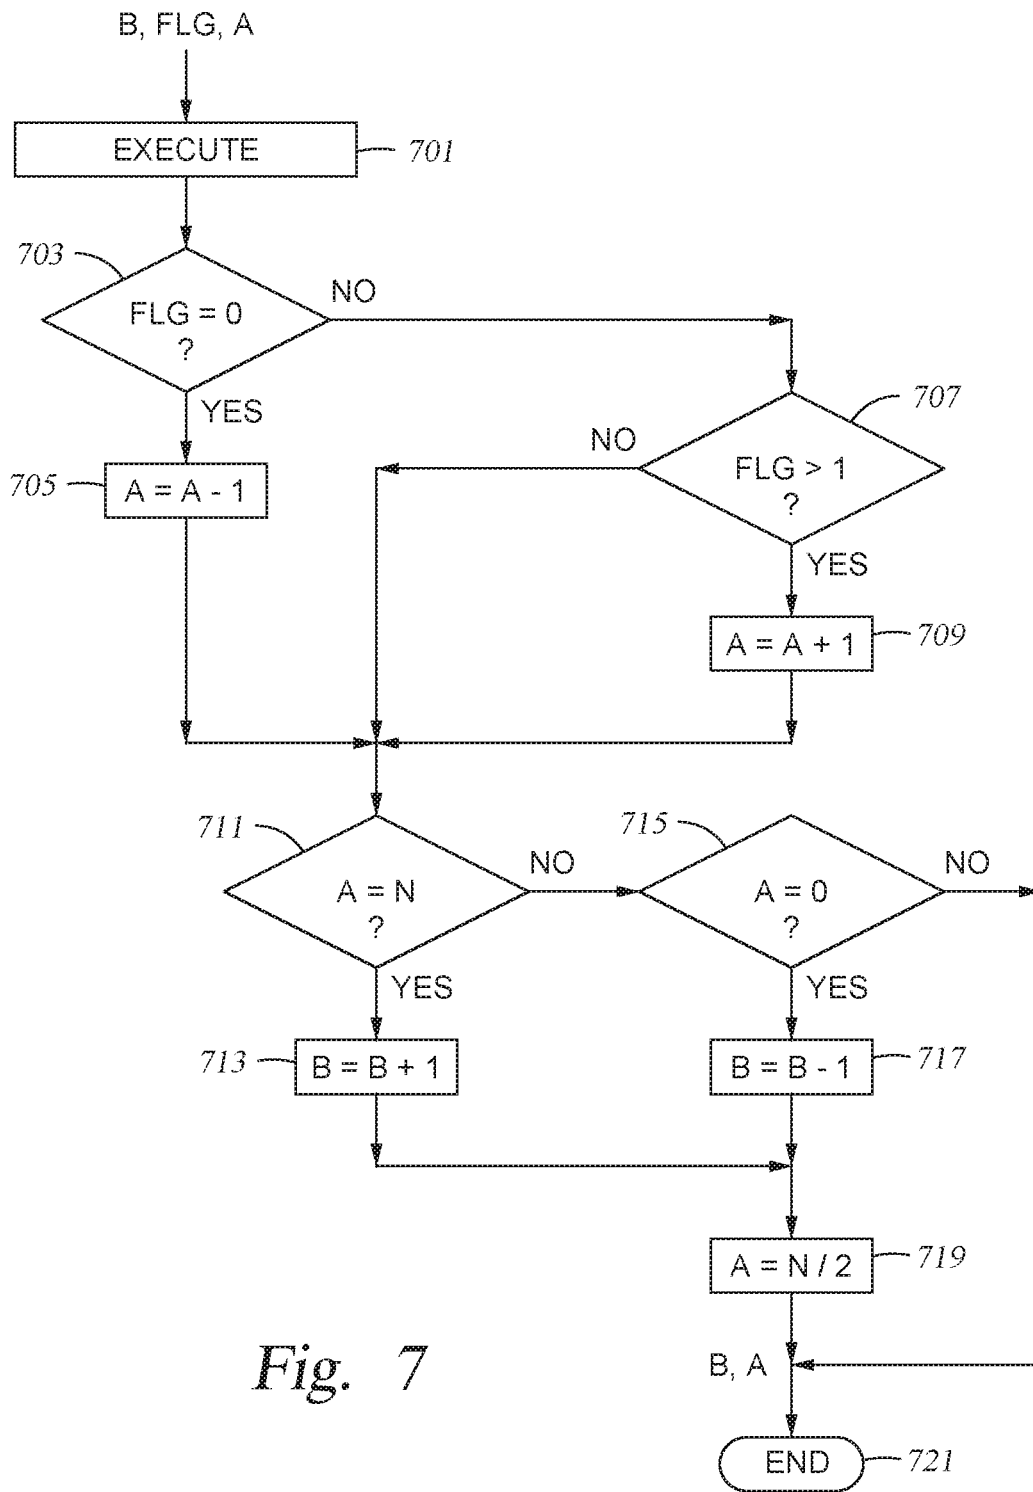 B, FLG, A
EXECUTE
701
703
FLG = 0
?
NO
YES
705
A = A - 1
707
NO
FLG > 1
?
YES
709
A = A + 1
711
A = N
?
NO
YES
715
A = 0
?
NO
YES
713
B = B + 1
B = B - 1
717
A = N / 2
719
B, A
END
721
Fig. 7